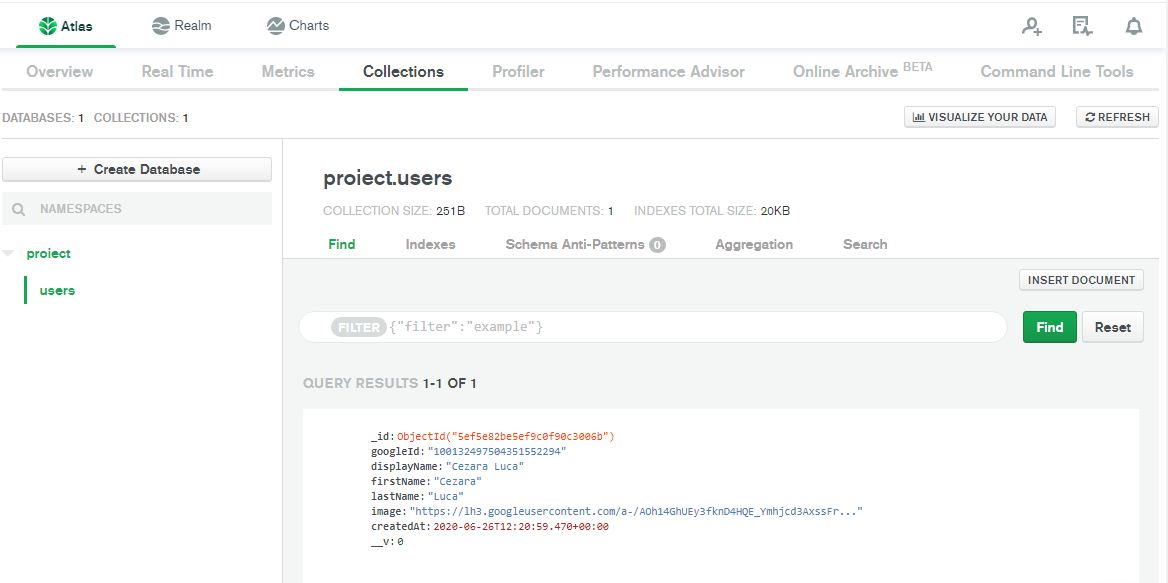 Atlas Realm Charts
Overview Real Time Metrics Collections Profiler Performance Advisor Online Archive BETA Command Line Tools
DATABASES: 1 COLLECTIONS: 1 VISUALIZE YOUR DATA REFRESH
+ Create Database
NAMESPACES
proiect
users
proiect.users
COLLECTION SIZE: 251B TOTAL DOCUMENTS: 1 INDEXES TOTAL SIZE: 20KB
Find Indexes Schema Anti-Patterns 0 Aggregation Search
INSERT DOCUMENT
FILTER {"filter":"example"} Find Reset
QUERY RESULTS 1-1 OF 1
_id:ObjectId("5ef5e82be5ef9c0f90c3006b")
googleId:"100132497504351552294"
displayName:"Cezara Luca"
firstName:"Cezara"
lastName:"Luca"
image:"https://lh3.googleusercontent.com/a-/AOh14GhUEy3fknD4HQE_Ymhjcd3AxssFr..."
createdAt:2020-06-26T12:20:59.470+00:00
__v:0